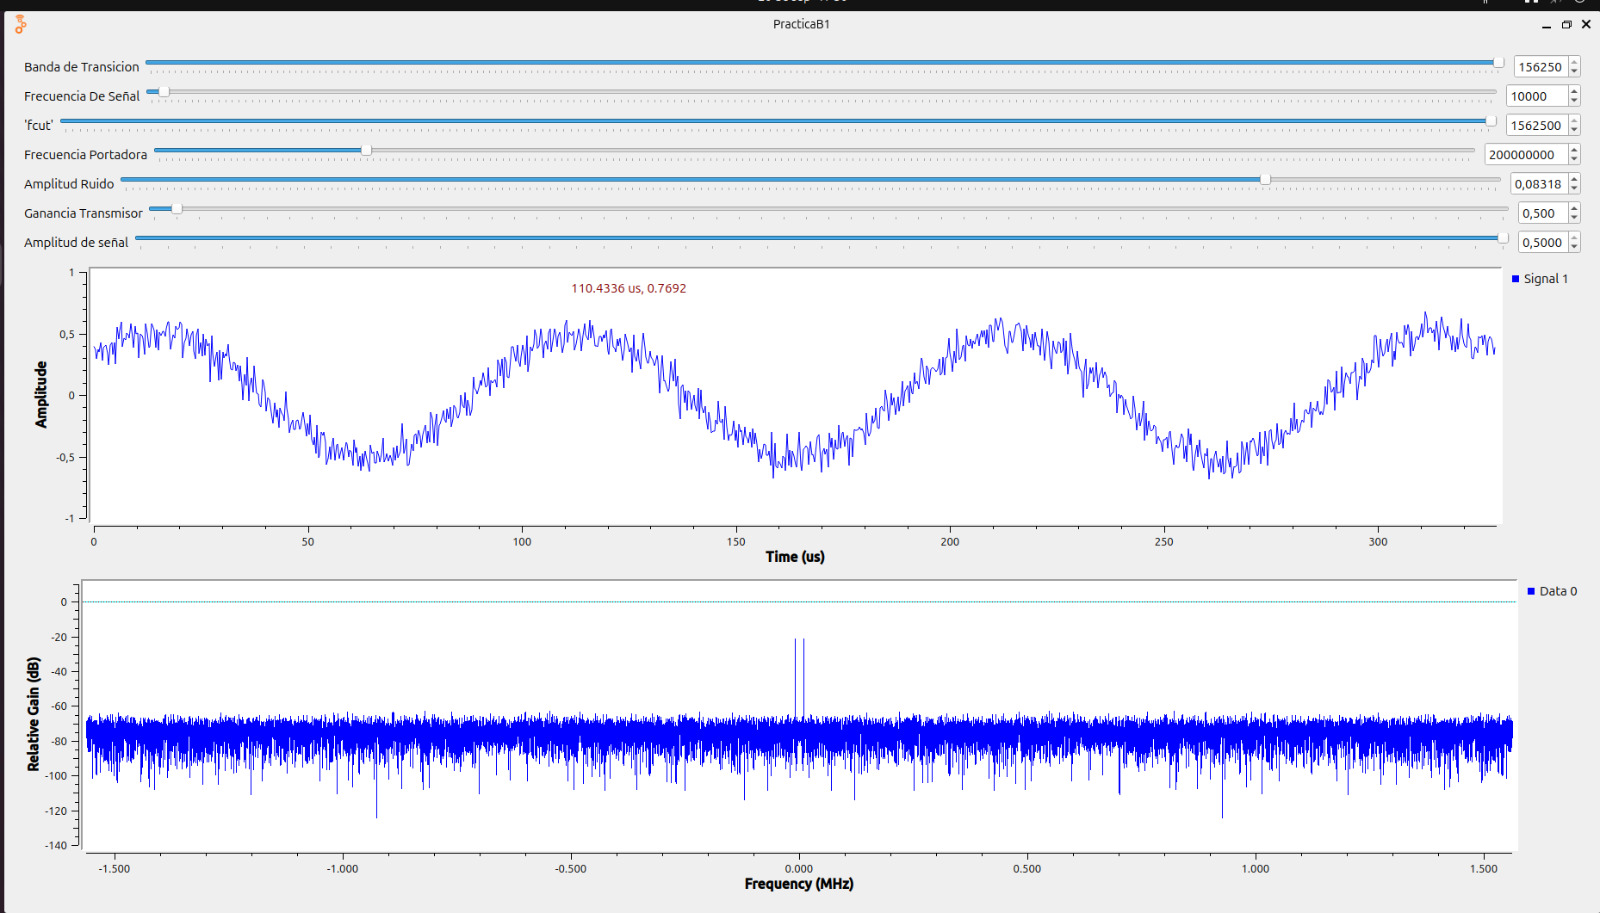 PracticaB1
Banda de Transicion 156250
Frecuencia De Señal 10000
'fcut' 1562500
Frecuencia Portadora 200000000
Amplitud Ruido 0,08318
Ganancia Transmisor 0,500
Amplitud de señal 0,5000
110.4336 us, 0.7692
Signal 1
1
0,5
0
-0,5
-1
Amplitude
0 50 100 150 200 250 300
Time (us)
Data 0
0
-20
-40
-60
-80
-100
-120
-140
Relative Gain (dB)
-1.500 -1.000 -0.500 0.000 0.500 1.000 1.500
Frequency (MHz)